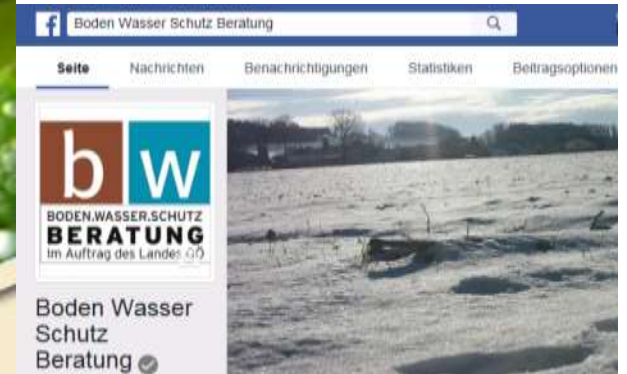 f Boden Wasser Schutz Beratung
Seite Nachrichten Benachrichtigungen Statistiken Beitragsoptionen
bw
BODEN.WASSER.SCHUTZ
BERATUNG
Im Auftrag des Landes OÖ
Boden Wasser
Schutz
Beratung